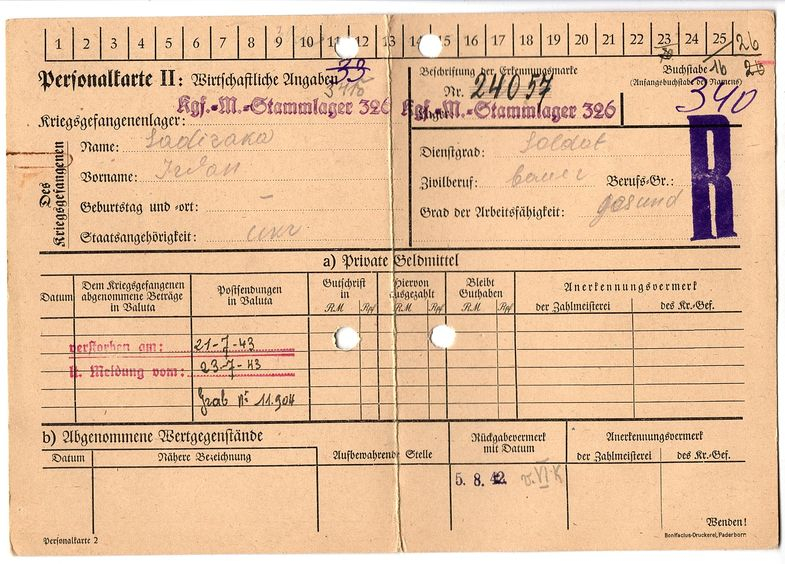 1 2 3 4 5 6 7 8 9 10 11 12 13 14 15 16 17 18 19 20 21 22 23 24 25 26
Personalkarte II: Wirtschaftliche Angaben 33
Beschriftung der Erkennungsmarke
Nr. 24057
Buchstabe
(Anfangsbuchstabe des Namens)
340
Kgf.-M.-Stammlager 326 Kgf.-M.-Stammlager 326
Kriegsgefangenenlager:
Lager:
Des Kriegsgefangenen
Name: Sadiraka
Vorname: Iwan
Geburtstag und -ort:
Staatsangehörigkeit: Ukr
Dienstgrad: Soldat
Zivilberuf: Bauer Berufs-Gr.:
Grad der Arbeitsfähigkeit: gesund
R
a) Private Geldmittel
Datum
Dem Kriegsgefangenen abgenommene Beträge in Valuta
Postsendungen in Valuta
Gutschrift in RM Rpf
Hiervon ausgezahlt RM Rpf
Bleibt Guthaben RM Rpf
Anerkennungsvermerk
der Zahlmeisterei des Kr.-Gef.
verstorben am: 21-7-43
lt. Meldung vom: 23-7-43
Grab Nr 11.904
b) Abgenommene Wertgegenstände
Datum Nähere Bezeichnung
Aufbewahrende Stelle
Rückgabevermerk mit Datum
Anerkennungsvermerk
der Zahlmeisterei des Kr.-Gef.
5. 8. 42. v. VI K
Wenden!
Personalkarte 2
Bonifacius-Druckerei, Paderborn